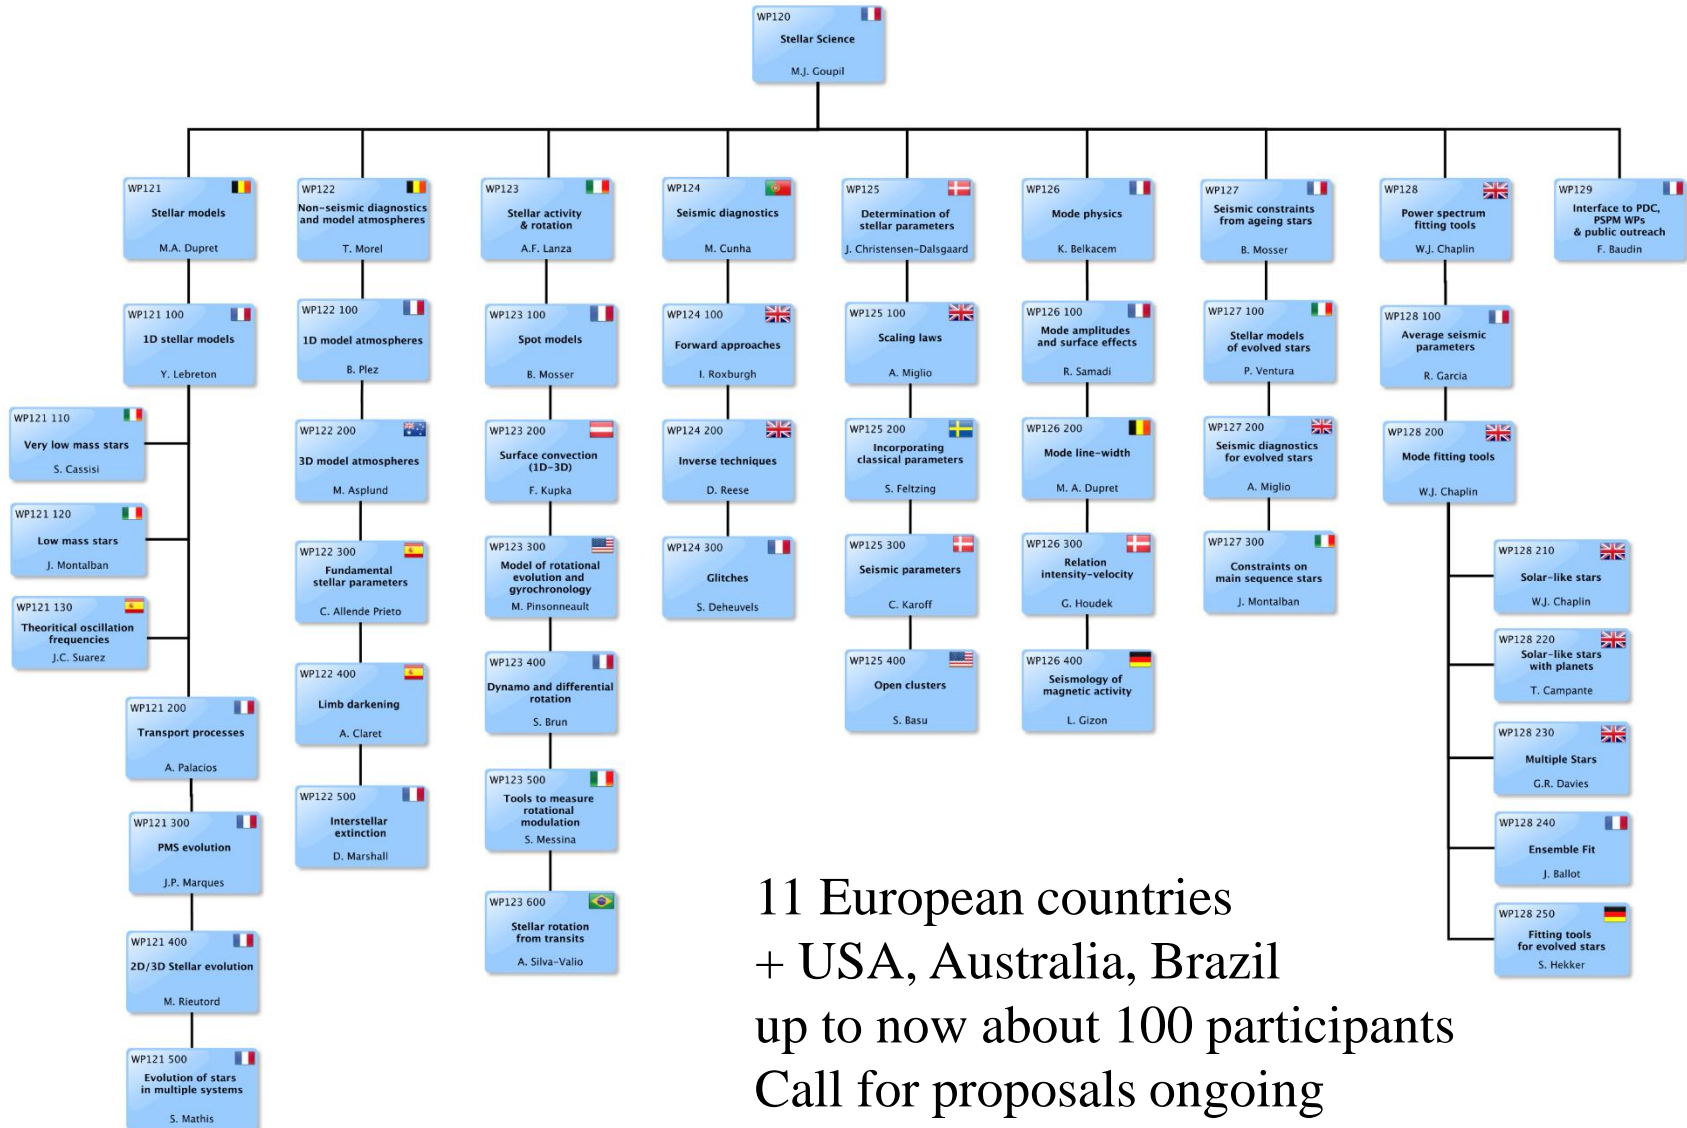 WP120
Stellar Science
M.J. Goupil
WP121
Stellar models
M.A. Dupret
WP121 100
1D stellar models
Y. Lebreton
WP121 110
Very low mass stars
S. Cassisi
WP121 120
Low mass stars
J. Montalban
WP121 130
Theoritical oscillation
frequencies
J.C. Suarez
WP121 200
Transport processes
A. Palacios
WP121 300
PMS evolution
J.P. Marques
WP121 400
2D/3D Stellar evolution
M. Rieutord
WP121 500
Evolution of stars
in multiple systems
S. Mathis
WP122
Non-seismic diagnostics
and model atmospheres
T. Morel
WP122 100
1D model atmospheres
B. Plez
WP122 200
3D model atmospheres
M. Asplund
WP122 300
Fundamental
stellar parameters
C. Allende Prieto
WP122 400
Limb darkening
A. Claret
WP122 500
Interstellar
extinction
D. Marshall
WP123
Stellar activity
& rotation
A.F. Lanza
WP123 100
Spot models
B. Mosser
WP123 200
Surface convection
(1D-3D)
F. Kupka
WP123 300
Model of rotational
evolution and
gyrochronology
M. Pinsonneault
WP123 400
Dynamo and differential
rotation
S. Brun
WP123 500
Tools to measure
rotational
modulation
S. Messina
WP123 600
Stellar rotation
from transits
A. Silva-Valio
WP124
Seismic diagnostics
M. Cunha
WP124 100
Forward approaches
I. Roxburgh
WP124 200
Inverse techniques
D. Reese
WP124 300
Glitches
S. Deheuvels
WP125
Determination of
stellar parameters
J. Christensen-Dalsgaard
WP125 100
Scaling laws
A. Miglio
WP125 200
Incorporating
classical parameters
S. Feltzing
WP125 300
Seismic parameters
C. Karoff
WP125 400
Open clusters
S. Basu
WP126
Mode physics
K. Belkacem
WP126 100
Mode amplitudes
and surface effects
R. Samadi
WP126 200
Mode line-width
M. A. Dupret
WP126 300
Relation
intensity-velocity
G. Houdek
WP126 400
Seismology of
magnetic activity
L. Gizon
WP127
Seismic constraints
from ageing stars
B. Mosser
WP127 100
Stellar models
of evolved stars
P. Ventura
WP127 200
Seismic diagnostics
for evolved stars
A. Miglio
WP127 300
Constraints on
main sequence stars
J. Montalban
WP128
Power spectrum
fitting tools
W.J. Chaplin
WP128 100
Average seismic
parameters
R. Garcia
WP128 200
Mode fitting tools
W.J. Chaplin
WP128 210
Solar-like stars
W.J. Chaplin
WP128 220
Solar-like stars
with planets
T. Campante
WP128 230
Multiple Stars
G.R. Davies
WP128 240
Ensemble Fit
J. Ballot
WP128 250
Fitting tools
for evolved stars
S. Hekker
WP129
Interface to PDC,
PSPM WPs
& public outreach
F. Baudin
11 European countries
+ USA, Australia, Brazil
up to now about 100 participants
Call for proposals ongoing